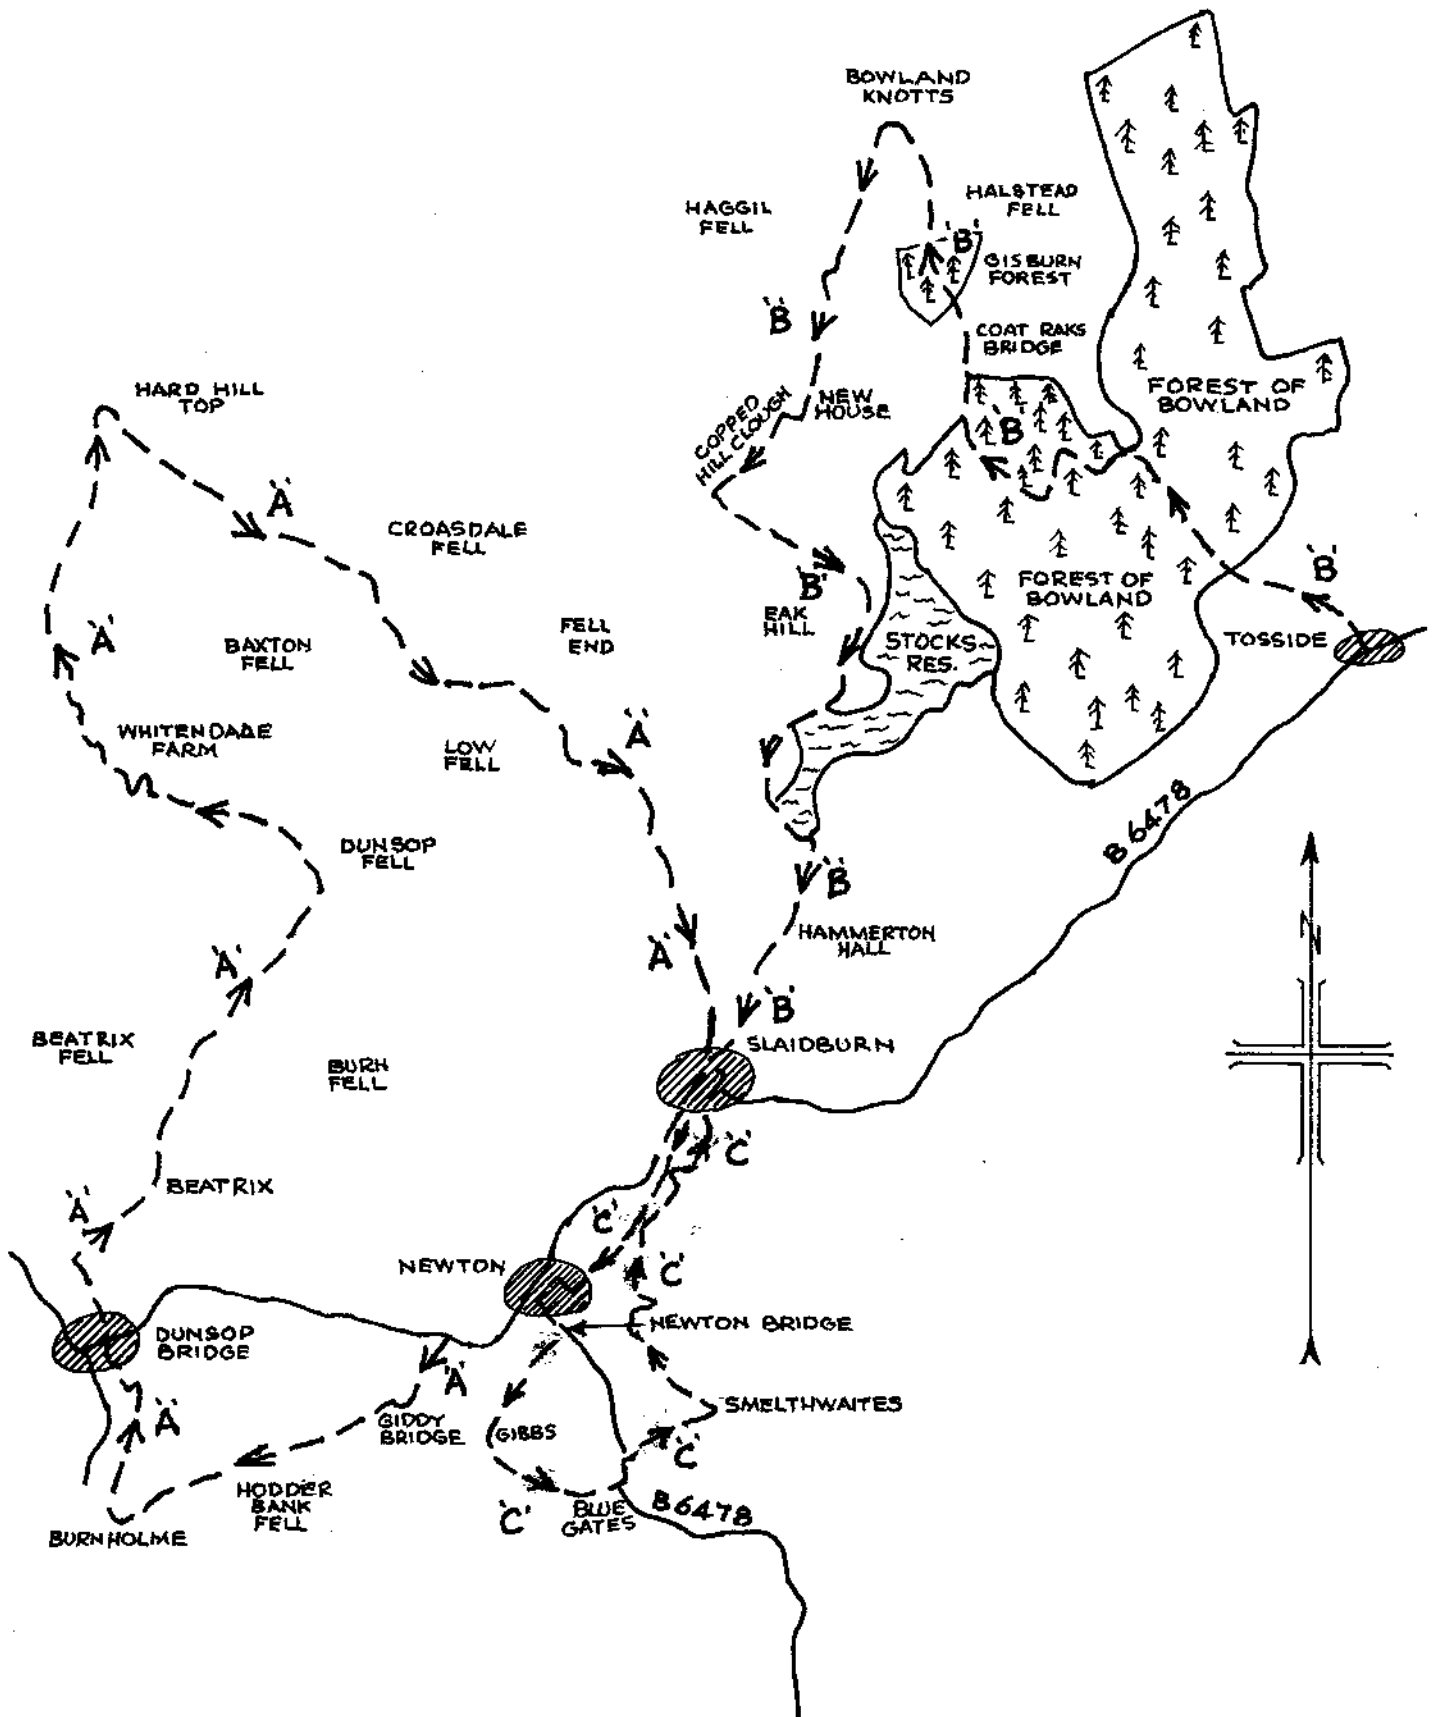 BOWLAND
KNOTTS
HAGGIL
FELL
HALSTEAD
FELL
'B'
GISBURN
FOREST
'B'
COAT RAKS
BRIDGE
HARD HILL
TOP
COPPED
HILL CLOUGH
NEW
HOUSE
'B'
FOREST OF
BOWLAND
'A'
CROASDALE
FELL
'B'
EAK
HILL
FOREST OF
BOWLAND
'B'
TOSSIDE
'A'
BAXTON
FELL
FELL
END
STOCKS
RES.
WHITENDALE
FARM
LOW
FELL
'A'
DUNSOP
FELL
B 6478
'B'
N
'A'
'A'
HAMMERTON
HALL
'B'
BEATRIX
FELL
BURN
FELL
SLAIDBURN
'C'
'A'
BEATRIX
'C'
NEWTON
'C'
DUNSOP
BRIDGE
NEWTON BRIDGE
'A'
'A'
GIDDY
BRIDGE
GIBBS
SMELTHWAITES
'C'
HODDER
BANK
FELL
'C'
BLUE
GATES
B6478
BURNHOLME